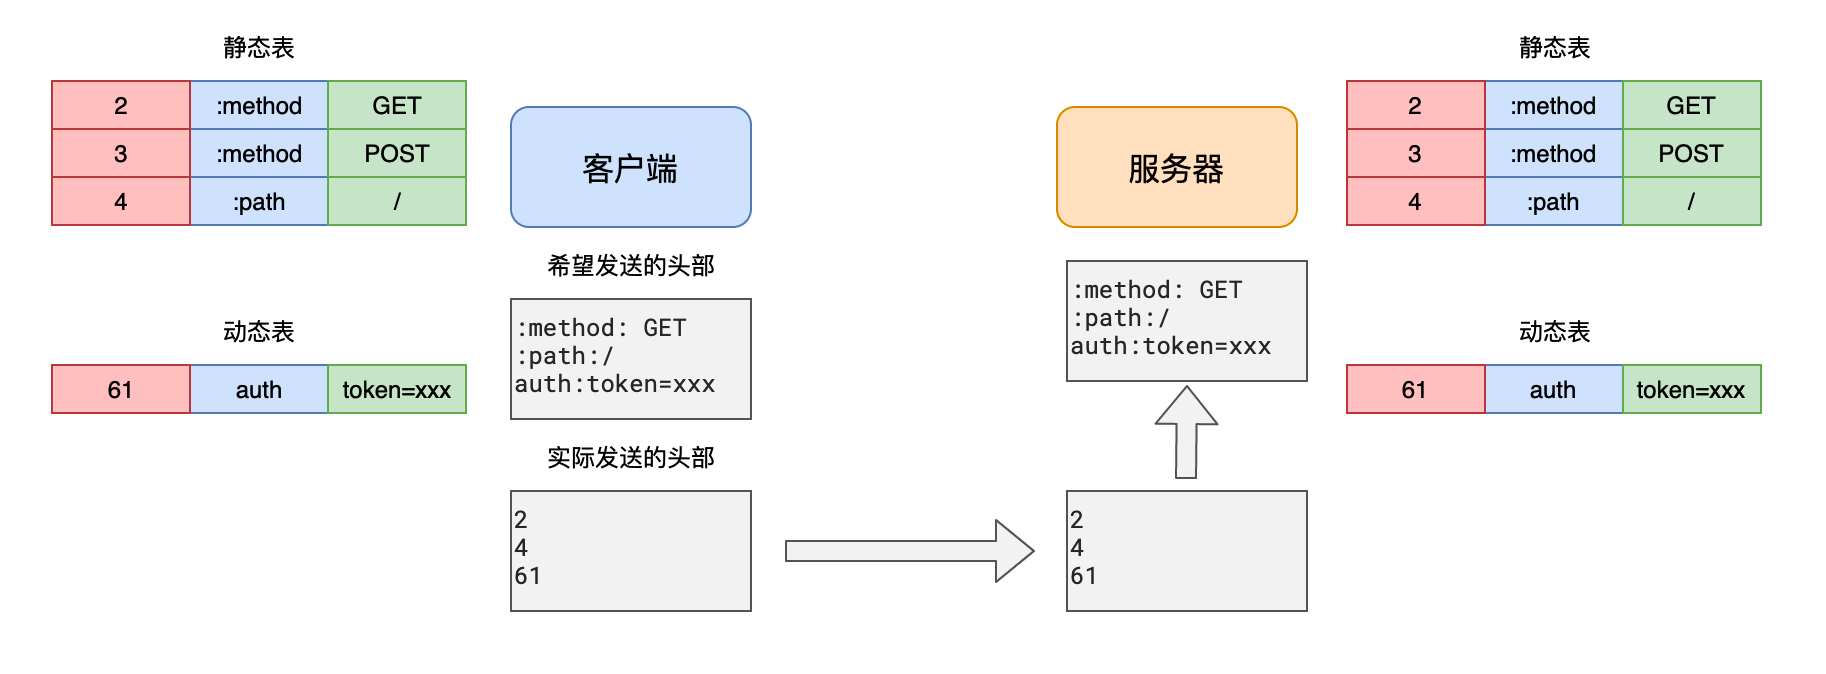 静态表
2 :method GET
3 :method POST
4 :path /
动态表
61 auth token=xxx
客户端
希望发送的头部
:method: GET
:path:/
auth:token=xxx
实际发送的头部
2
4
61
服务器
:method: GET
:path:/
auth:token=xxx
2
4
61
静态表
2 :method GET
3 :method POST
4 :path /
动态表
61 auth token=xxx